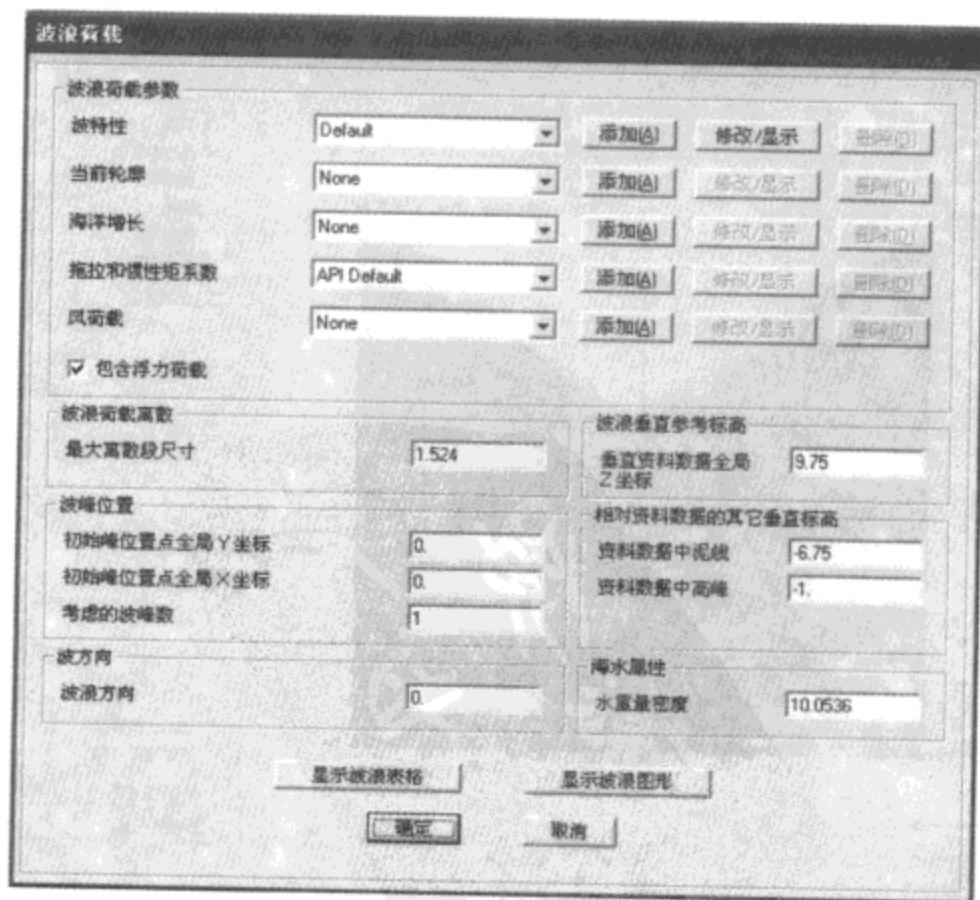 波浪荷载
波浪荷载参数
波特性 Default 添加(A) 修改/显示 删除(D)
当前轮廓 None 添加(A) 修改/显示 删除(D)
海洋增长 None 添加(A) 修改/显示 删除(D)
拖拉和惯性矩系数 API Default 添加(A) 修改/显示 删除(D)
风荷载 None 添加(A) 修改/显示 删除(D)
包含浮力荷载
波浪荷载离散
最大离散段尺寸 1.524
波浪垂直参考标高
垂直资料数据全局 9.75
Z 坐标
波峰位置
初始峰位置点全局 Y 坐标 0.
初始峰位置点全局 X 坐标 0.
考虑的波峰数 1
相对资料数据的其它垂直标高
资料数据中泥线 -6.75
资料数据中高峰 -1.
波方向
波浪方向 0.
海水属性
水重量密度 10.0536
显示波浪表格 显示波浪图形
确定 取消